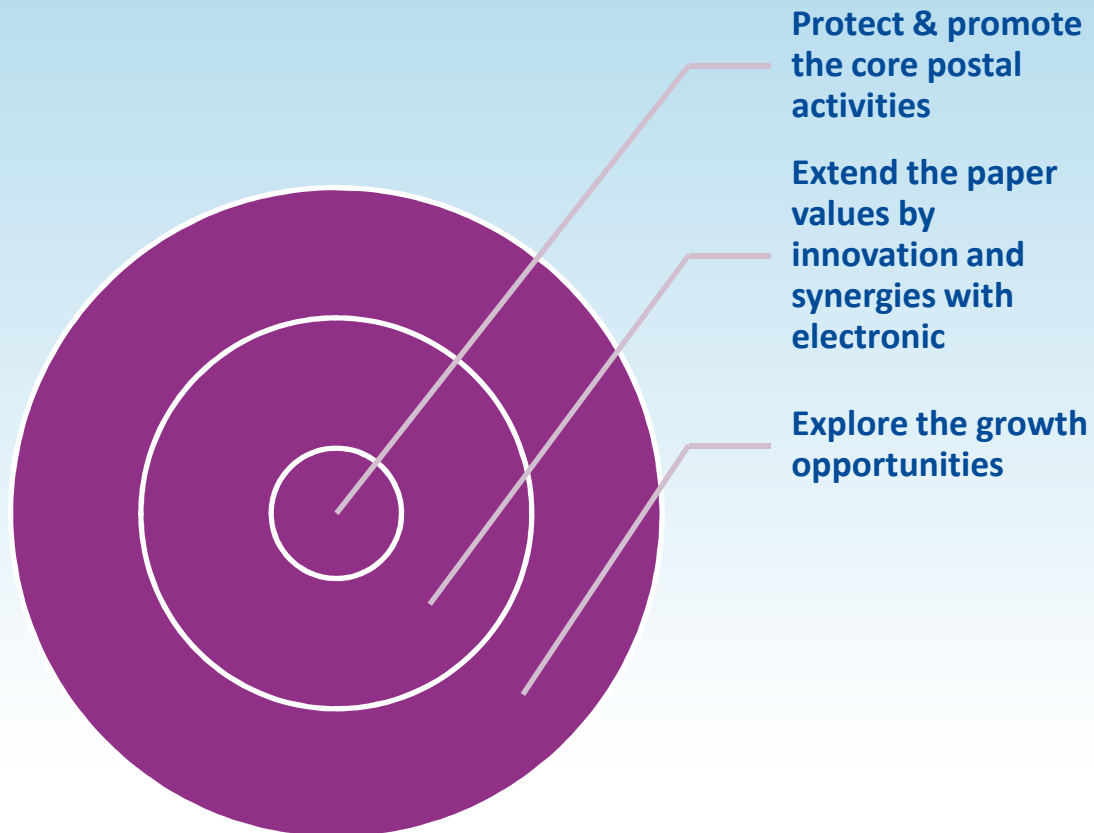 Protect & promote
the core postal
activities
Extend the paper
values by
innovation and
synergies with
electronic
Explore the growth
opportunities